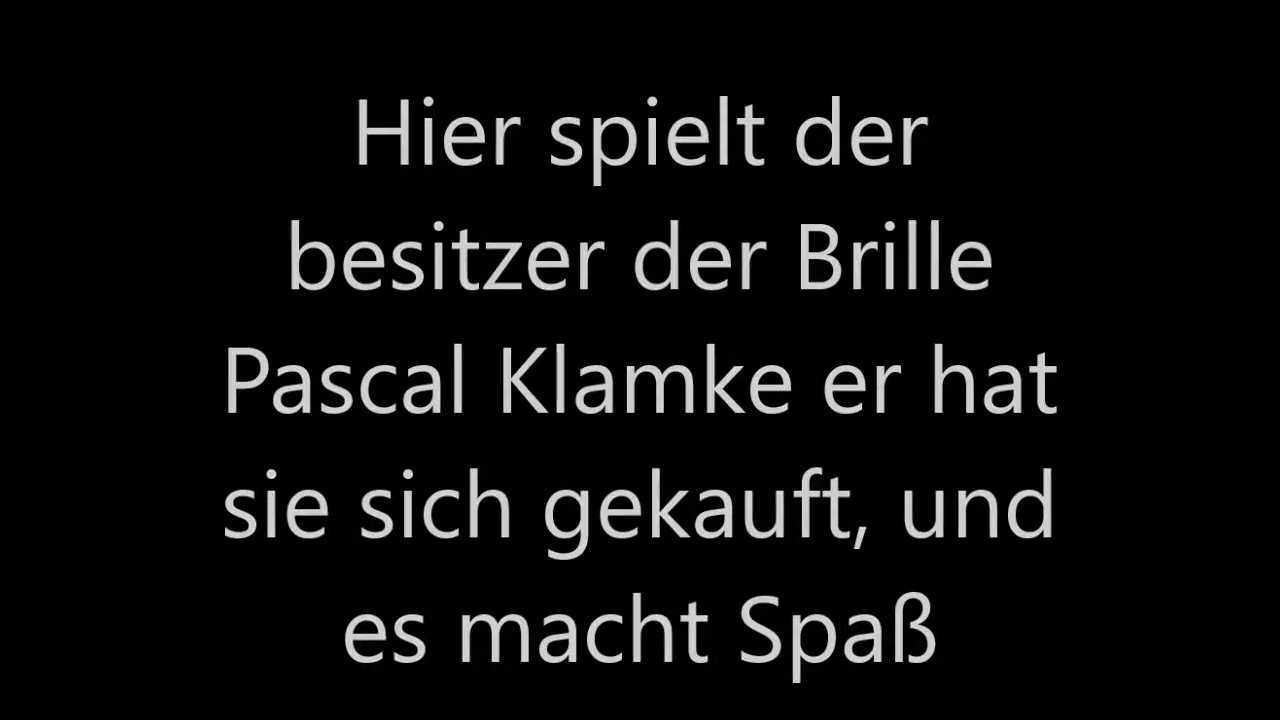 Hier spielt der
besitzer der Brille
Pascal Klamke er hat
sie sich gekauft, und
es macht Spaß